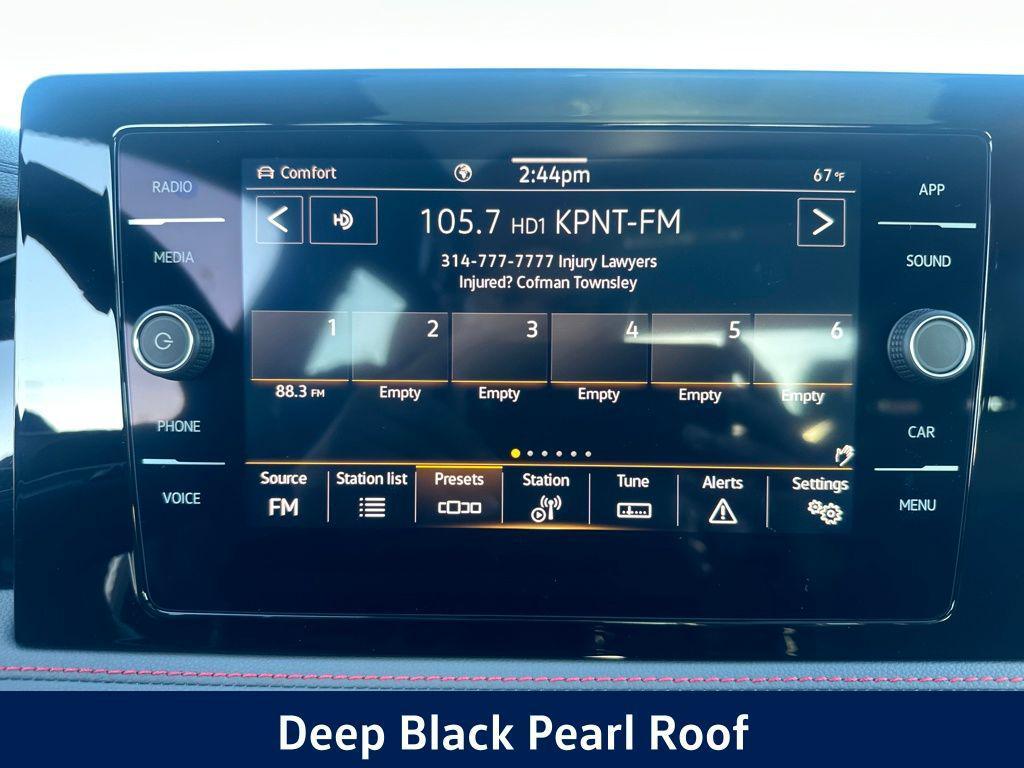 Comfort 2:44pm 67°F
RADIO
MEDIA
PHONE
VOICE
105.7 HD1 KPNT-FM
314-777-7777 Injury Lawyers
Injured? Cofman Townsley
1 2 3 4 5 6
88.3 FM Empty Empty Empty Empty Empty
Source Station list Presets Station Tune Alerts Settings
FM
APP
SOUND
CAR
MENU
Deep Black Pearl Roof